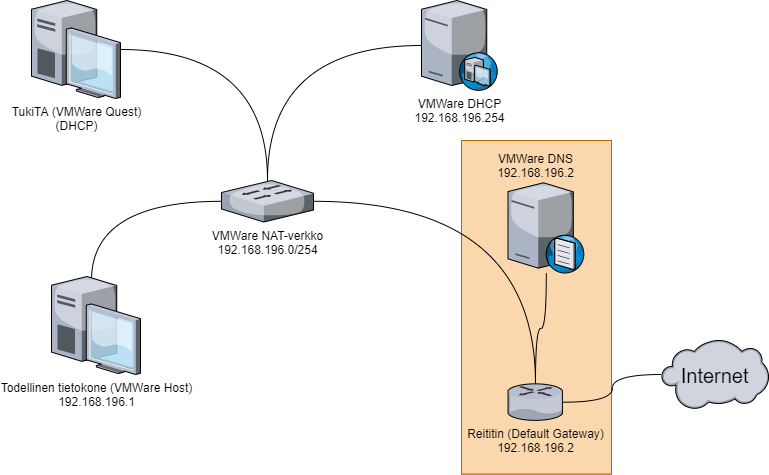 TukiTA (VMWare Quest)
(DHCP)
VMWare DHCP
192.168.196.254
VMWare DNS
192.168.196.2
VMWare NAT-verkko
192.168.196.0/254
Todellinen tietokone (VMWare Host)
192.168.196.1
Internet
Reititin (Default Gateway)
192.168.196.2